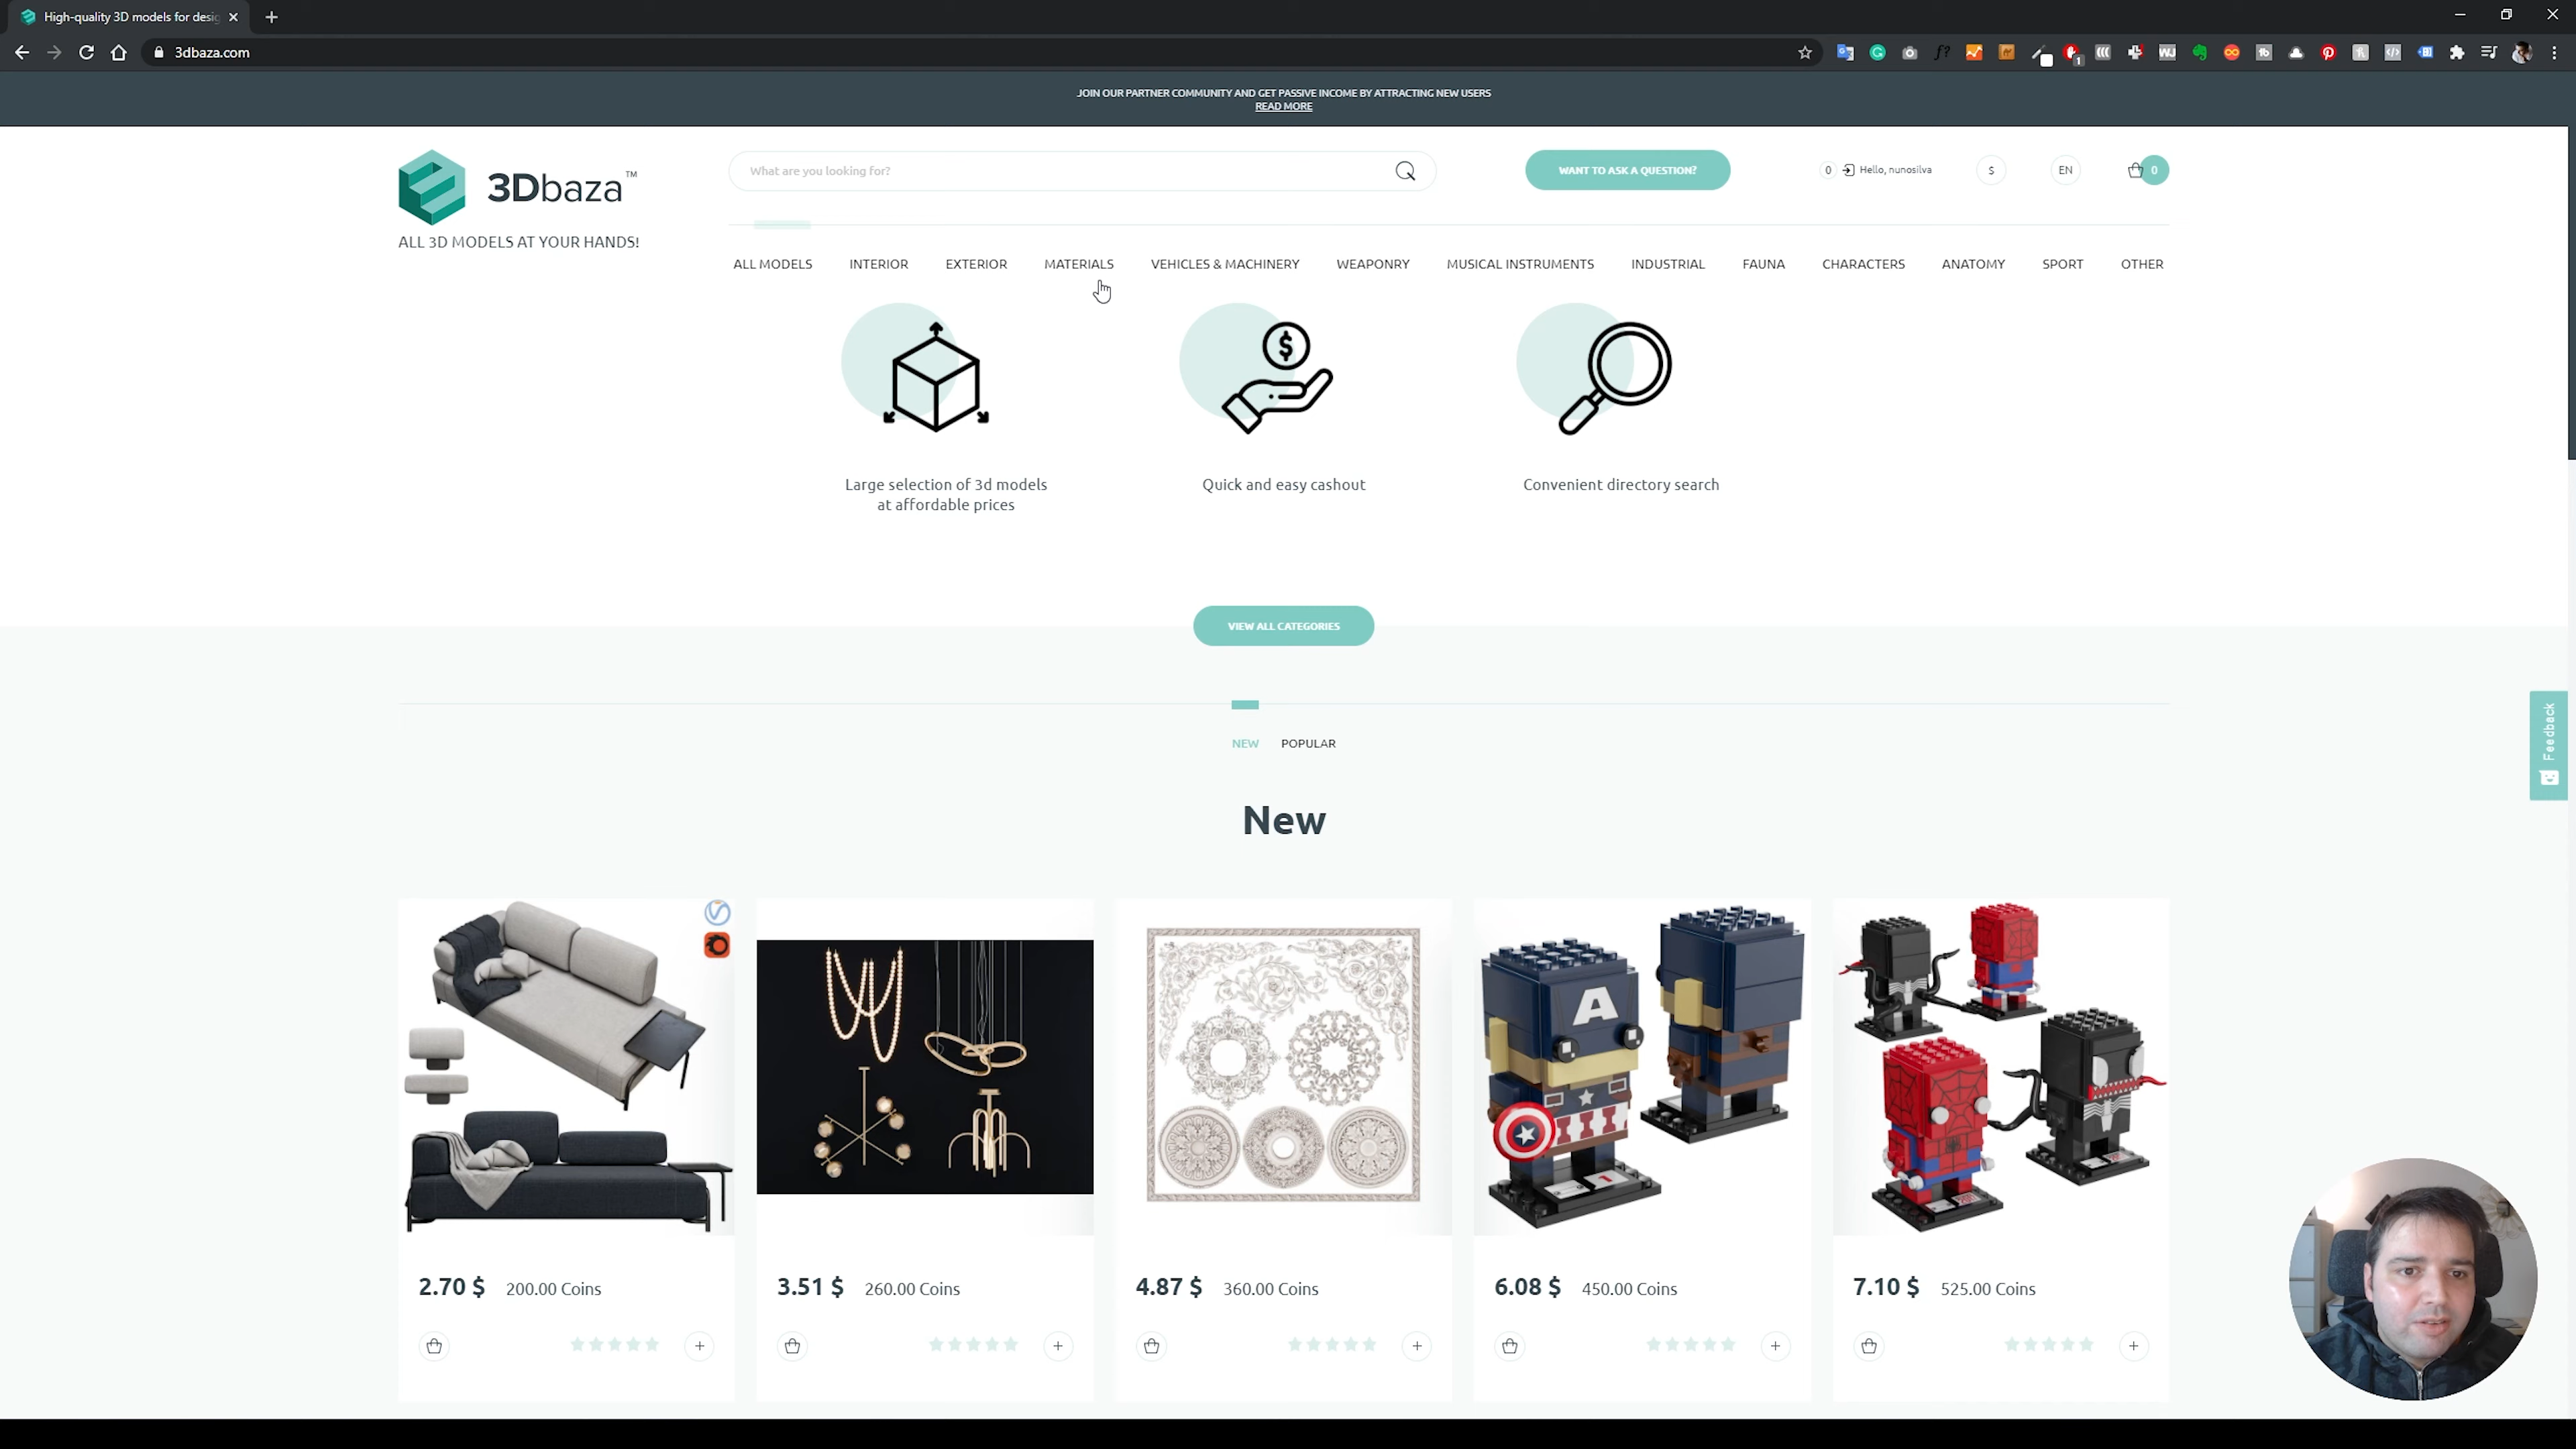 High-quality 3D models for desig
3dbaza.com
JOIN OUR PARTNER COMMUNITY AND GET PASSIVE INCOME BY ATTRACTING NEW USERS
READ MORE
3Dbaza™
ALL 3D MODELS AT YOUR HANDS!
What are you looking for?
WANT TO ASK A QUESTION?
0 Hello, nunosilva
$
EN
0
ALL MODELS INTERIOR EXTERIOR MATERIALS VEHICLES & MACHINERY WEAPONRY MUSICAL INSTRUMENTS INDUSTRIAL FAUNA CHARACTERS ANATOMY SPORT OTHER
Large selection of 3d models
at affordable prices
Quick and easy cashout
Convenient directory search
VIEW ALL CATEGORIES
NEW POPULAR
Feedback
New
A
2.70 $ 200.00 Coins
3.51 $ 260.00 Coins
4.87 $ 360.00 Coins
6.08 $ 450.00 Coins
7.10 $ 525.00 Coins